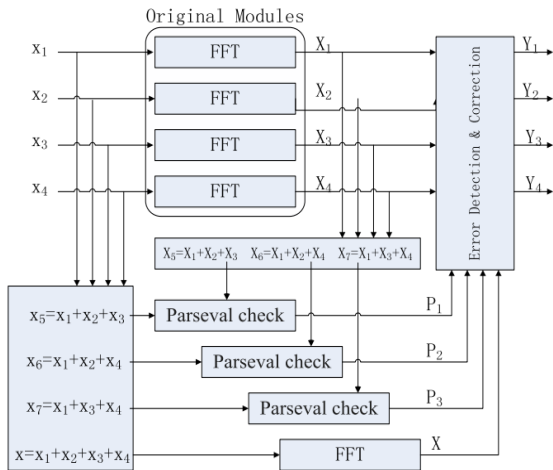 Original Modules
x₁ FFT X₁ Y₁
x₂ FFT X₂ Y₂
x₃ FFT X₃ Y₃
x₄ FFT X₄ Y₄
Error Detection & Correction
X₅=X₁+X₂+X₃ X₆=X₁+X₂+X₄ X₇=X₁+X₃+X₄
x₅=x₁+x₂+x₃ Parseval check P₁
x₆=x₁+x₂+x₄ Parseval check P₂
x₇=x₁+x₃+x₄ Parseval check P₃
x=x₁+x₂+x₃+x₄ FFT X